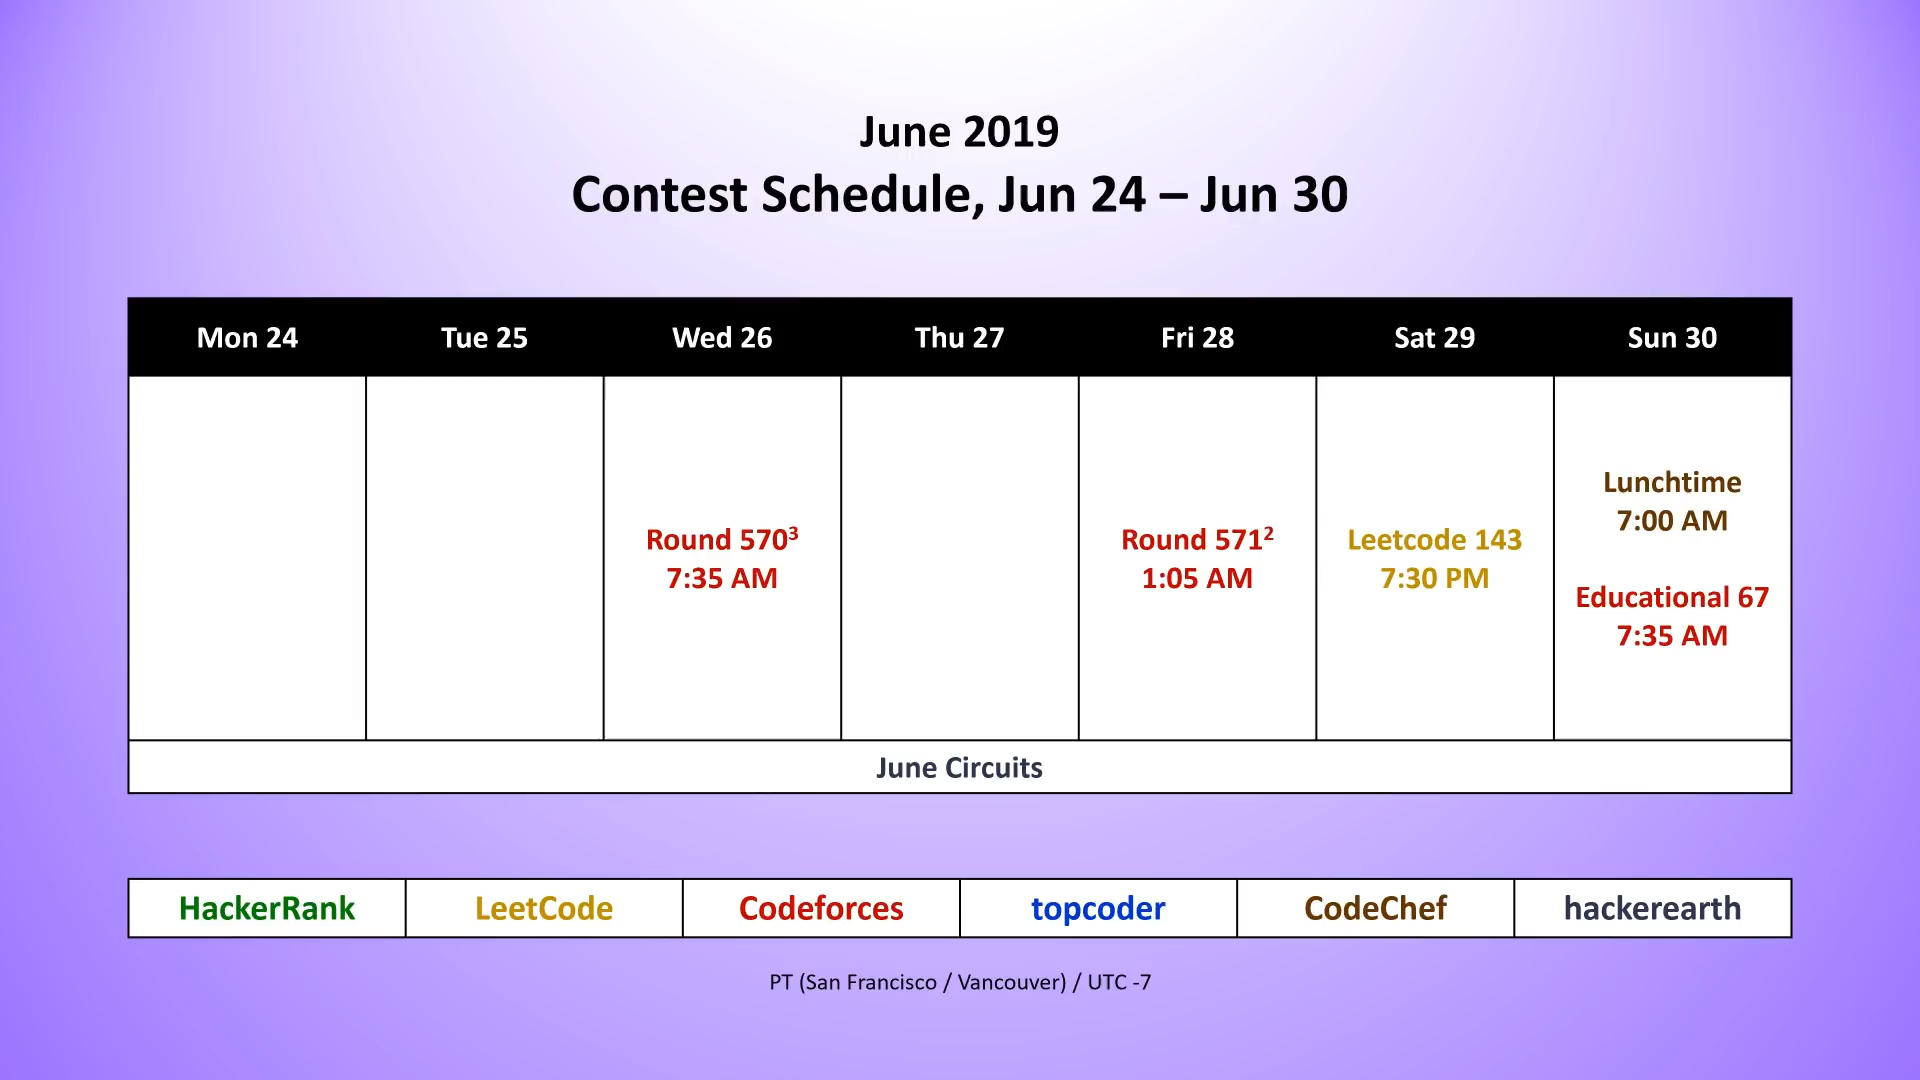 June 2019
Contest Schedule, Jun 24 – Jun 30
Mon 24 Tue 25 Wed 26 Thu 27 Fri 28 Sat 29 Sun 30
Round 570³
7:35 AM
Round 571²
1:05 AM
Leetcode 143
7:30 PM
Lunchtime
7:00 AM
Educational 67
7:35 AM
June Circuits
HackerRank LeetCode Codeforces topcoder CodeChef hackerearth
PT (San Francisco / Vancouver) / UTC -7